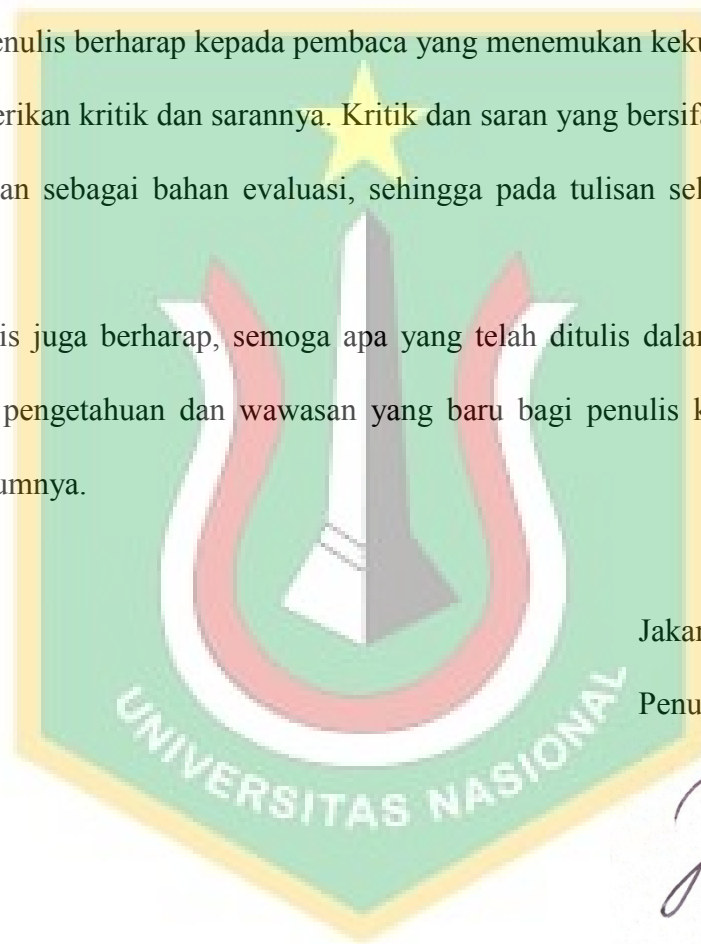 enulis berharap kepada pembaca yang menemukan keku
erikan kritik dan sarannya. Kritik dan saran yang bersifa
an sebagai bahan evaluasi, sehingga pada tulisan sel
is juga berharap, semoga apa yang telah ditulis dalam
pengetahuan dan wawasan yang baru bagi penulis k
umnya.
Jakar
Penu
UNIVERSITAS NASIONAL